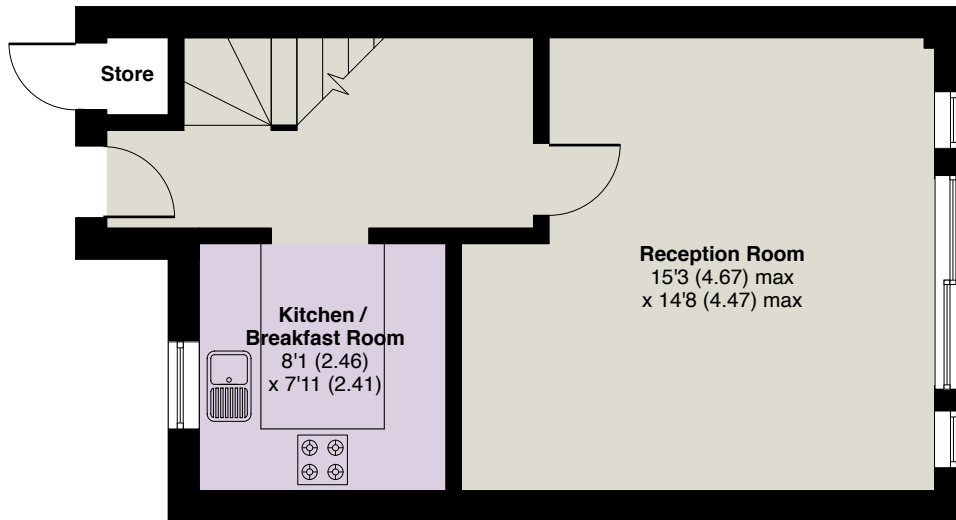 Store
Reception Room
15'3 (4.67) max
x 14'8 (4.47) max
Kitchen /
Breakfast Room
8'1 (2.46)
x 7'11 (2.41)